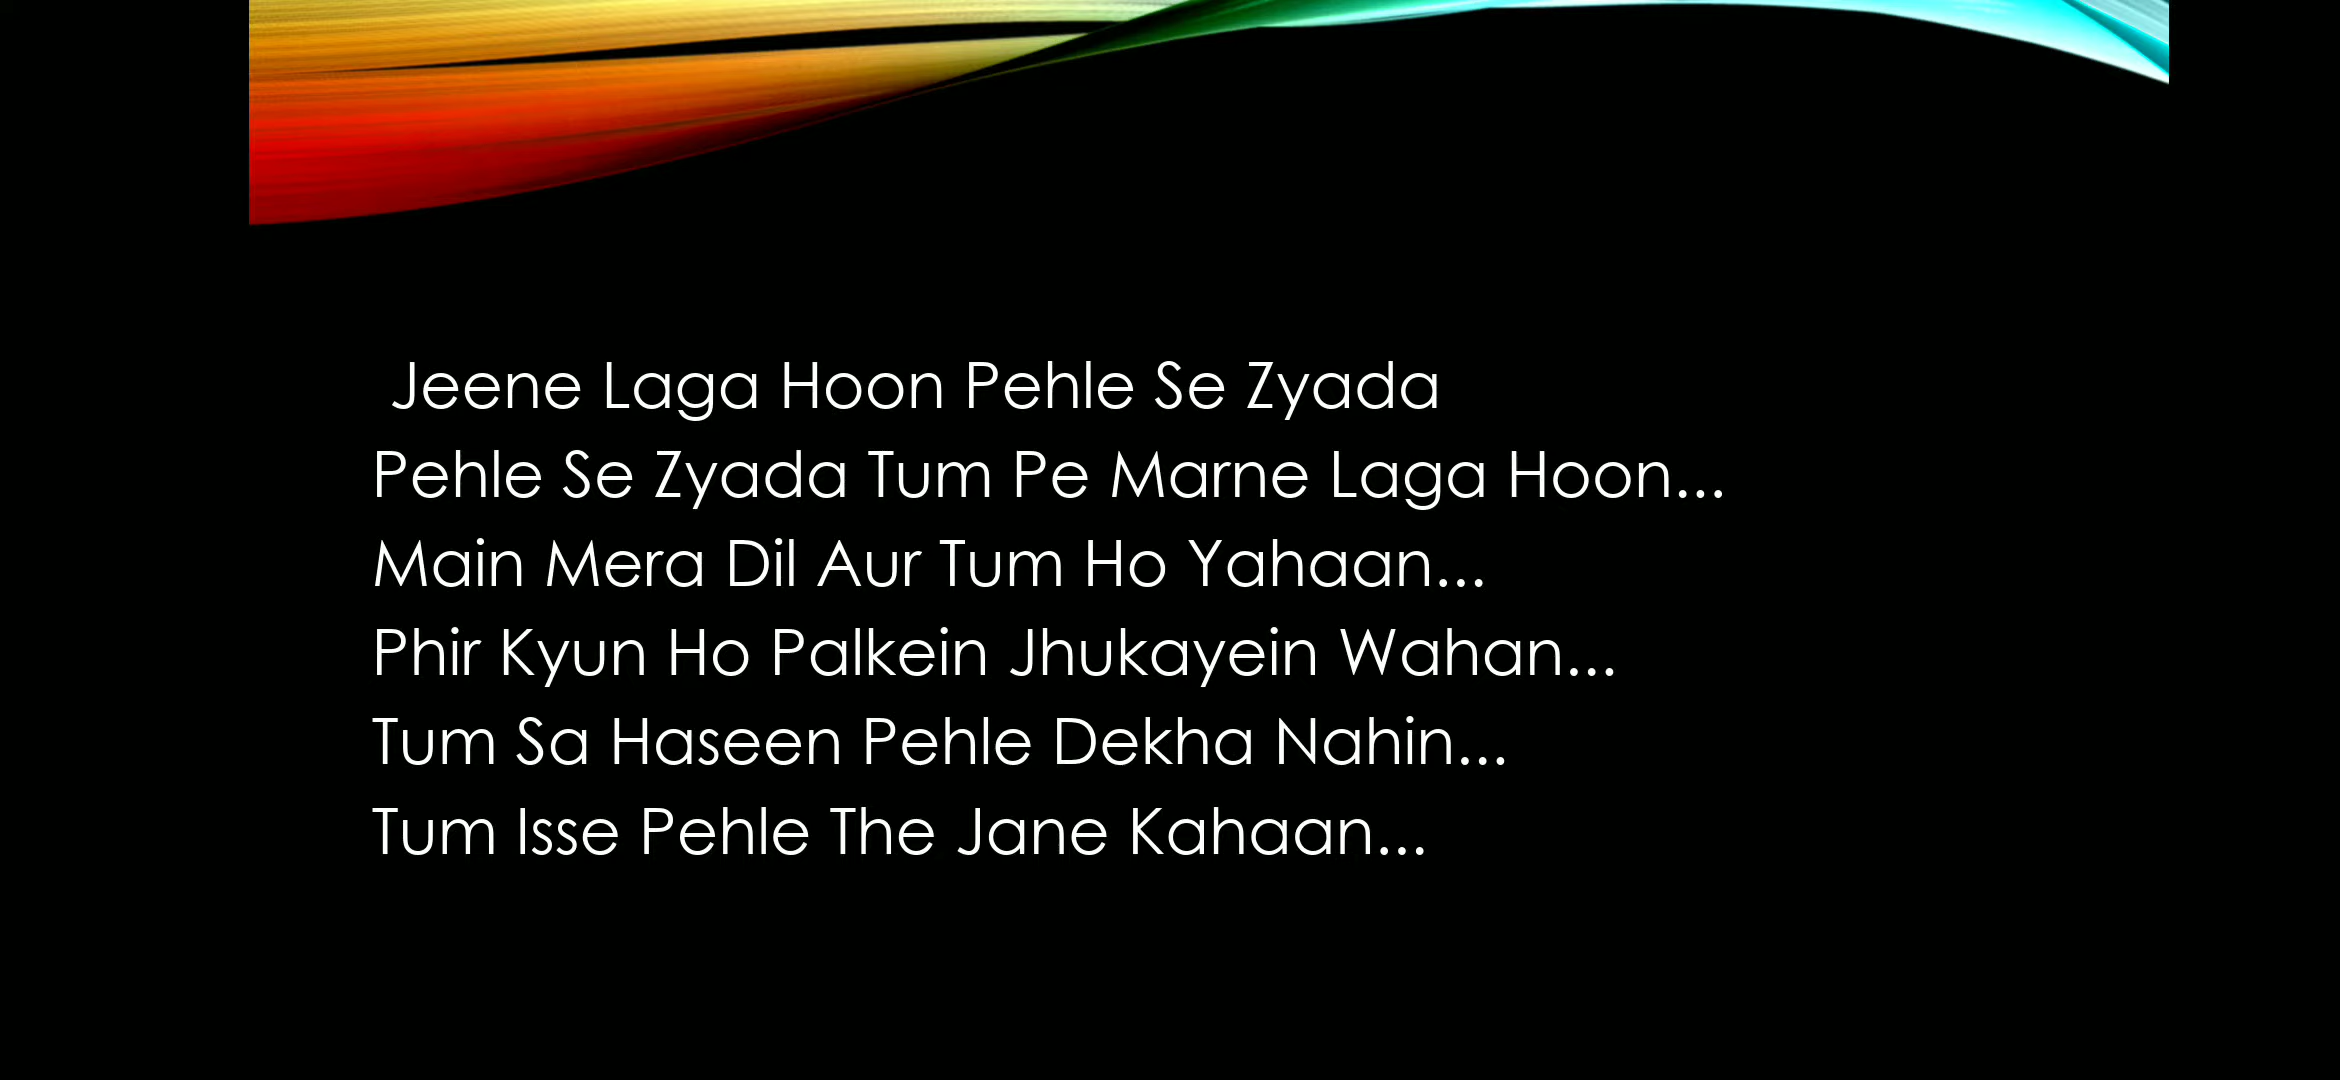 Jeene Laga Hoon Pehle Se Zyada
Pehle Se Zyada Tum Pe Marne Laga Hoon...
Main Mera Dil Aur Tum Ho Yahaan...
Phir Kyun Ho Palkein Jhukayein Wahan...
Tum Sa Haseen Pehle Dekha Nahin...
Tum Isse Pehle The Jane Kahaan...